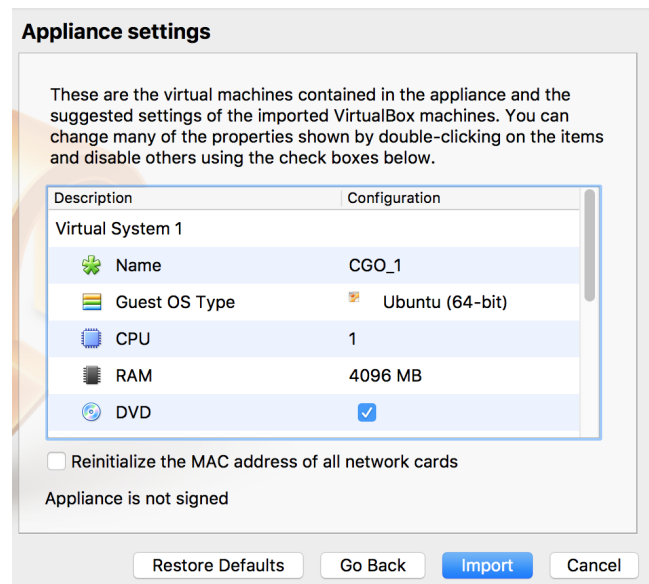 Appliance settings
These are the virtual machines contained in the appliance and the
suggested settings of the imported VirtualBox machines. You can
change many of the properties shown by double-clicking on the items
and disable others using the check boxes below.
Description Configuration
Virtual System 1
Name CGO_1
Guest OS Type Ubuntu (64-bit)
CPU 1
RAM 4096 MB
DVD
Reinitialize the MAC address of all network cards
Appliance is not signed
Restore Defaults Go Back Import Cancel